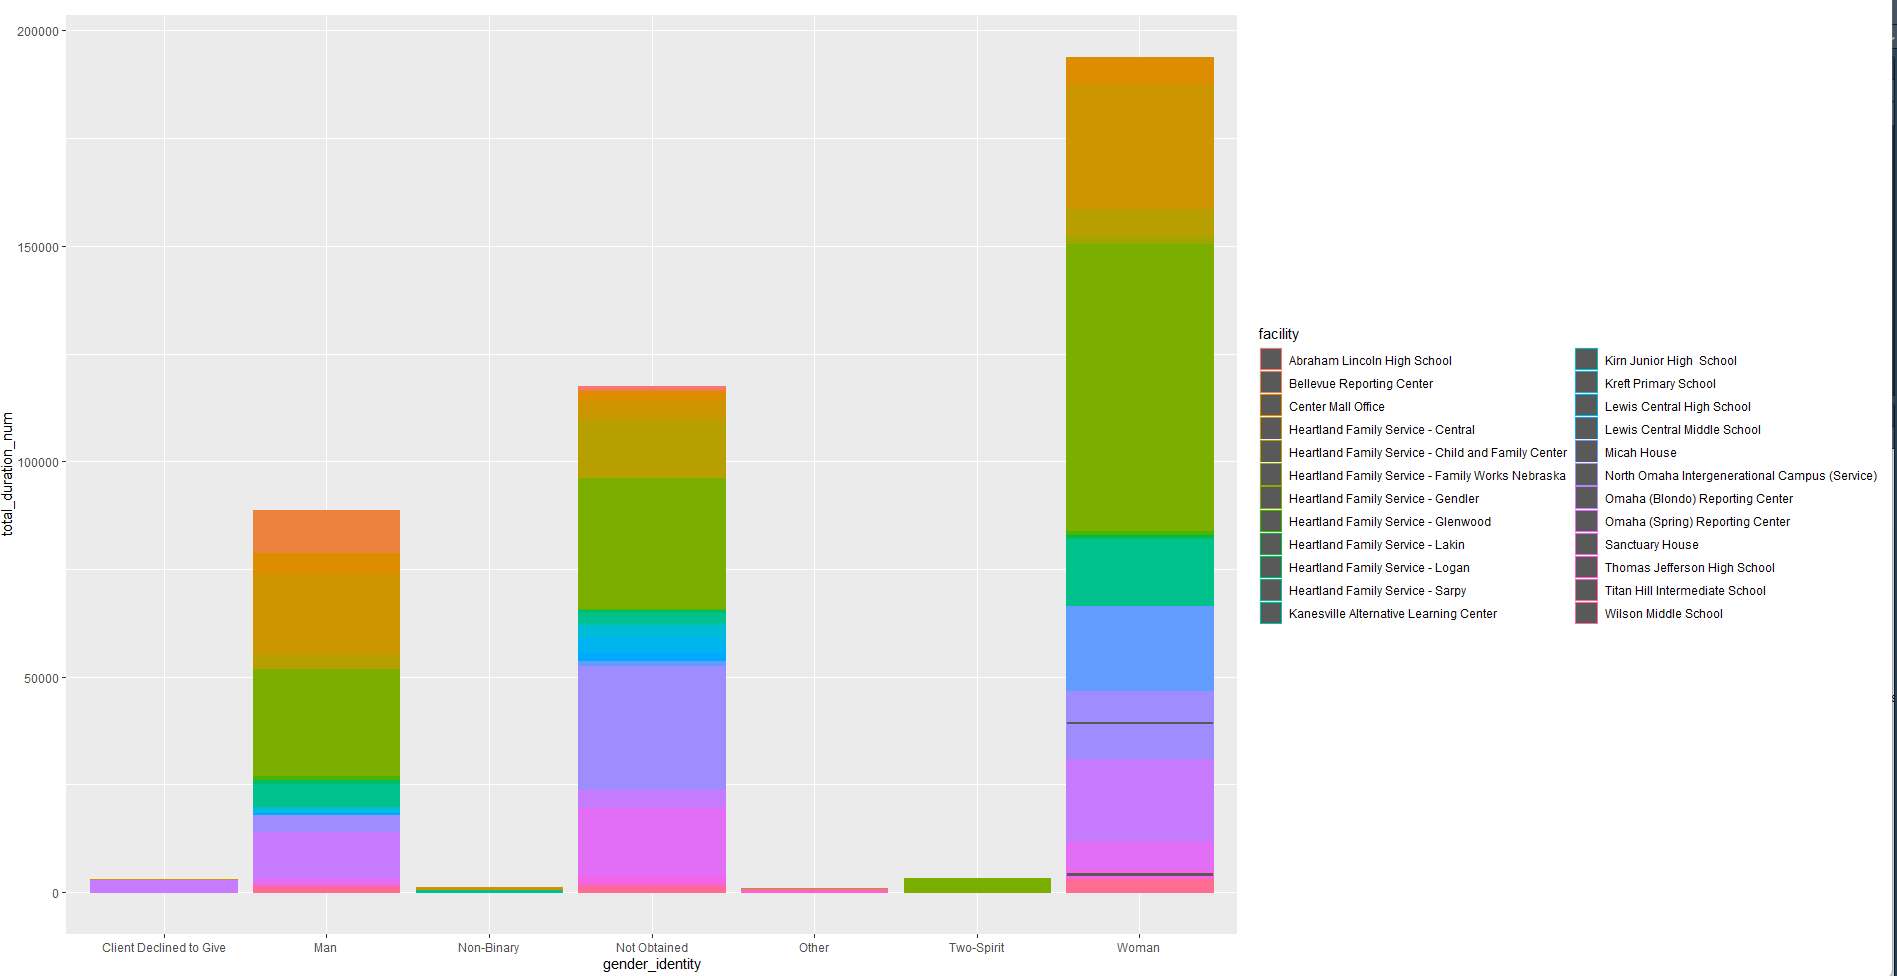 200000
150000
100000
50000
0
total_duration_num
Client Declined to Give
Man
Non-Binary
Not Obtained
Other
Two-Spirit
Woman
gender_identity
facility
Abraham Lincoln High School
Bellevue Reporting Center
Center Mall Office
Heartland Family Service - Central
Heartland Family Service - Child and Family Center
Heartland Family Service - Family Works Nebraska
Heartland Family Service - Gendler
Heartland Family Service - Glenwood
Heartland Family Service - Lakin
Heartland Family Service - Logan
Heartland Family Service - Sarpy
Kanesville Alternative Learning Center
Kirn Junior High  School
Kreft Primary School
Lewis Central High School
Lewis Central Middle School
Micah House
North Omaha Intergenerational Campus (Service)
Omaha (Blondo) Reporting Center
Omaha (Spring) Reporting Center
Sanctuary House
Thomas Jefferson High School
Titan Hill Intermediate School
Wilson Middle School